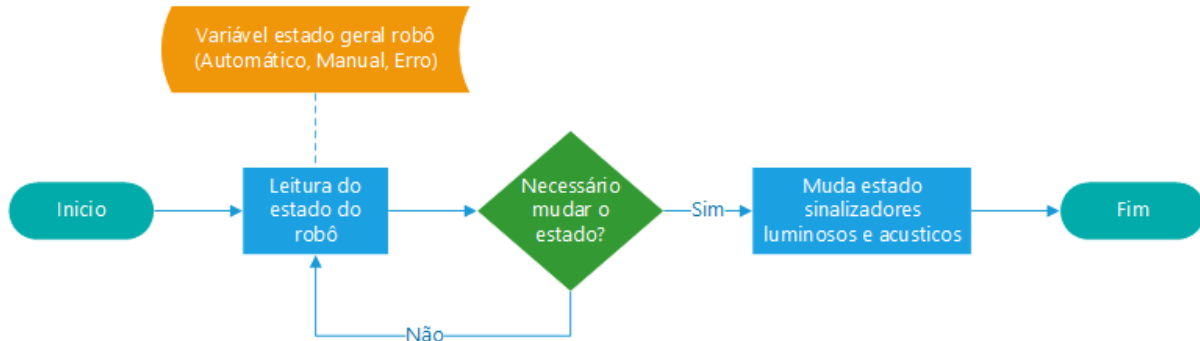 Variável estado geral robô
(Automático, Manual, Erro)
Inicio
Leitura do
estado do
robô
Necessário
mudar o
estado?
Sim
Muda estado
sinalizadores
luminosos e acusticos
Fim
Não